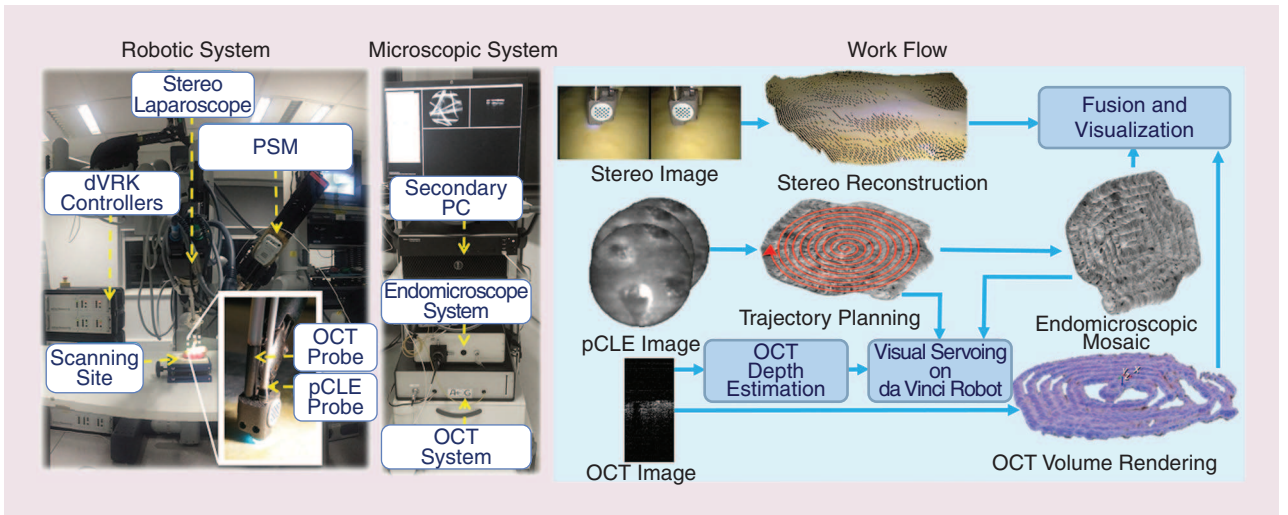 Robotic System
Stereo
Laparoscope
PSM
dVRK
Controllers
Scanning
Site
OCT
Probe
pCLE
Probe
Microscopic System
Secondary
PC
Endomicroscope
System
OCT
System
Work Flow
Stereo Image
Stereo Reconstruction
Fusion and
Visualization
pCLE Image
Trajectory Planning
Endomicroscopic
Mosaic
OCT
Depth
Estimation
Visual Servoing
on
da Vinci Robot
OCT Image
OCT Volume Rendering